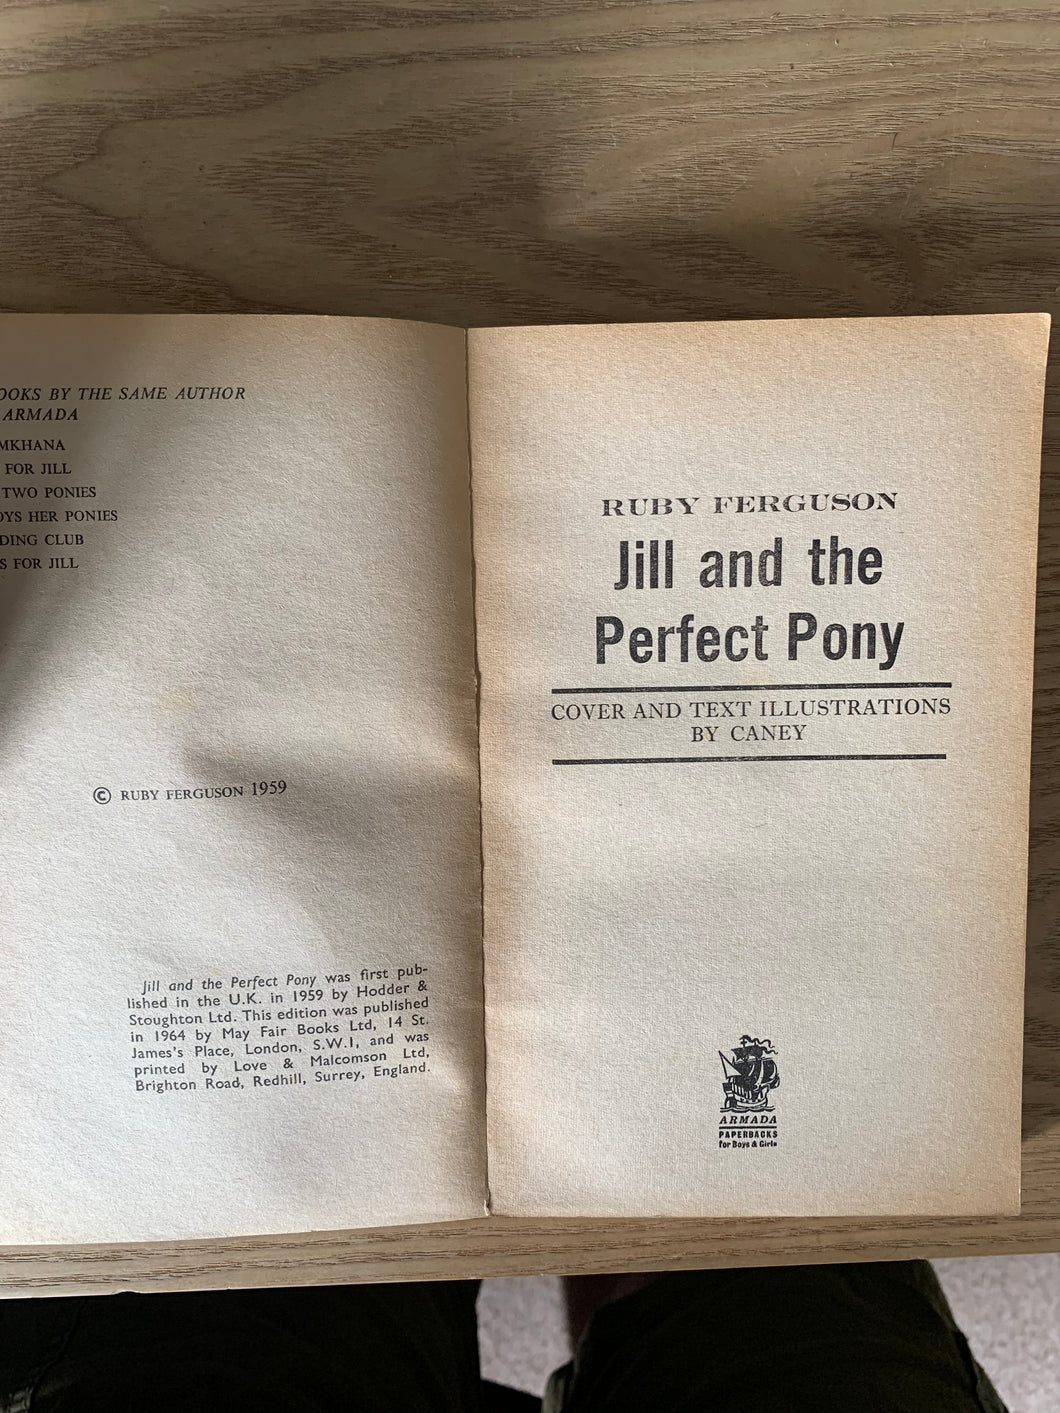 BY THE SAME AUTHOR
ARMADA
FOR JILL
TWO PONIES
HER PONIES
CLUB
FOR JILL
© RUBY FERGUSON 1959
Jill and the Perfect Pony was first pub-
lished in the U.K. in 1959 by Hodder &
Stoughton Ltd. This edition was published
in 1964 by May Fair Books Ltd, 14 St.
James's Place, London, S.W.1, and was
printed by Love & Malcomson Ltd,
Brighton Road, Redhill, Surrey, England.
RUBY FERGUSON
Jill and the
Perfect Pony
COVER AND TEXT ILLUSTRATIONS
BY CANEY
ARMADA
PAPERBACKS
for Boys & Girls